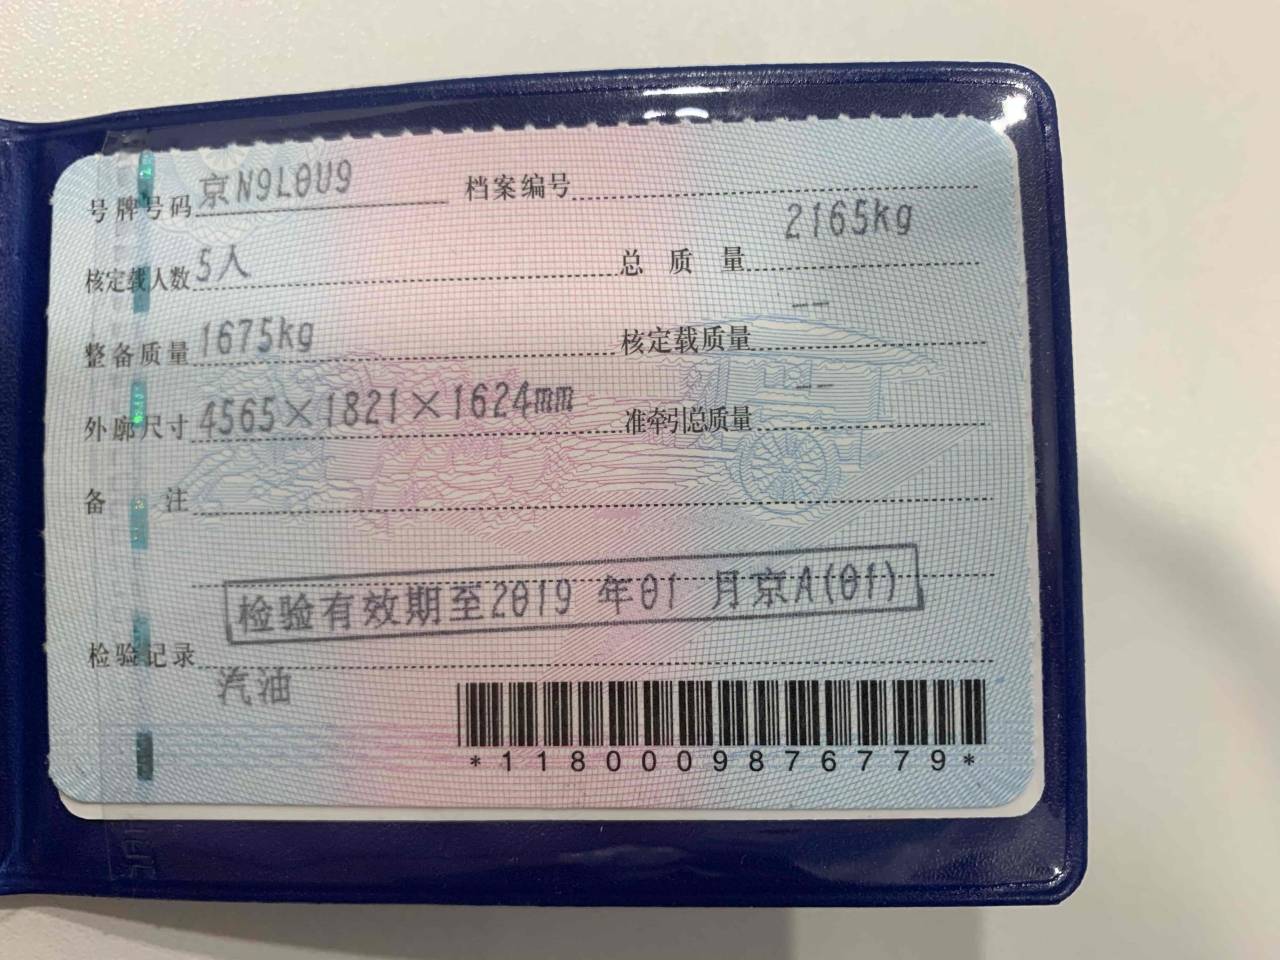 号牌号码 京N9L0U9 档案编号
核定载人数 5人 总质量 2165kg
整备质量 1675kg 核定载质量 --
外廓尺寸 4565×1821×1624mm 准牵引总质量 --
备注
检验有效期至2019年01月京A(01)
检验记录
汽油
*1180009876779*